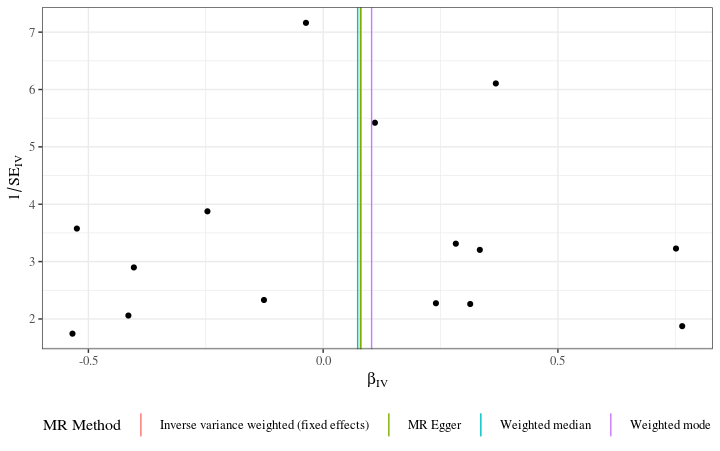 7
6
5
4
3
2
1/SE_IV
-0.5 0.0 0.5
β_IV
MR Method Inverse variance weighted (fixed effects) MR Egger Weighted median Weighted mode